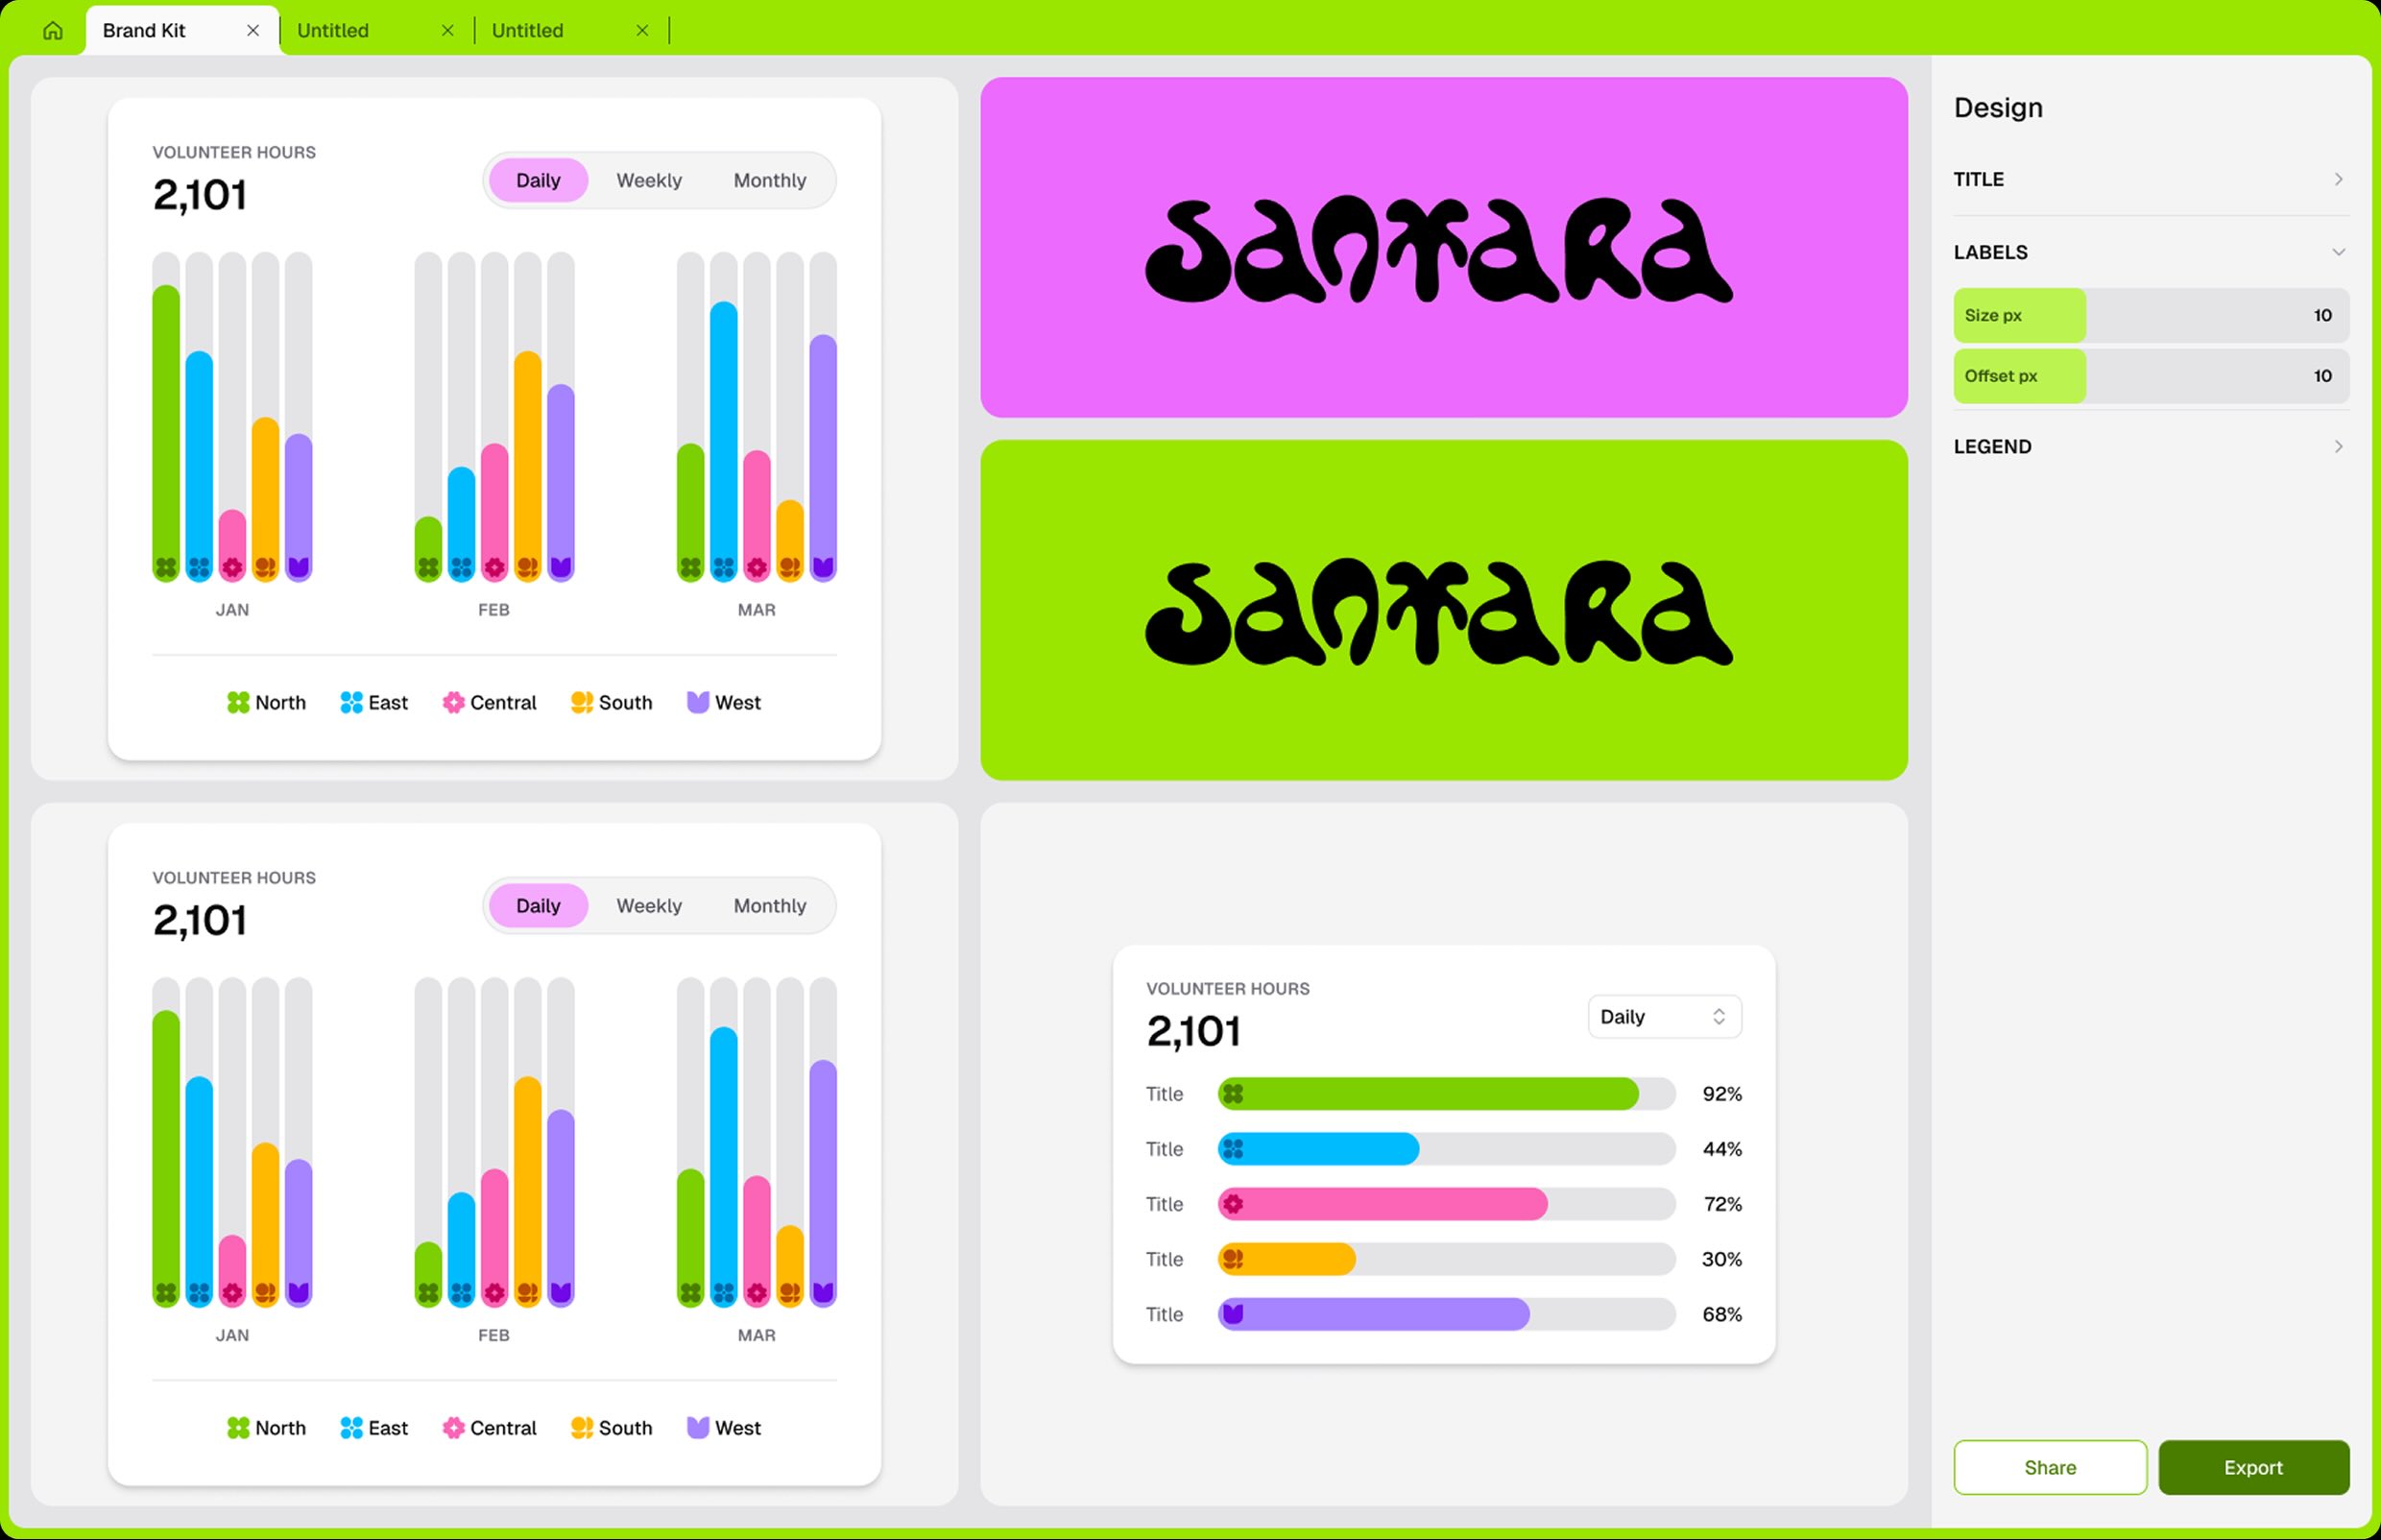 Brand Kit
Untitled
Untitled
VOLUNTEER HOURS
2,101
Daily Weekly Monthly
JAN FEB MAR
North East Central South West
SANTARA
SANTARA
VOLUNTEER HOURS
2,101
Daily Weekly Monthly
JAN FEB MAR
North East Central South West
VOLUNTEER HOURS
2,101
Daily
Title 92%
Title 44%
Title 72%
Title 30%
Title 68%
Design
TITLE
LABELS
Size px 10
Offset px 10
LEGEND
Share
Export